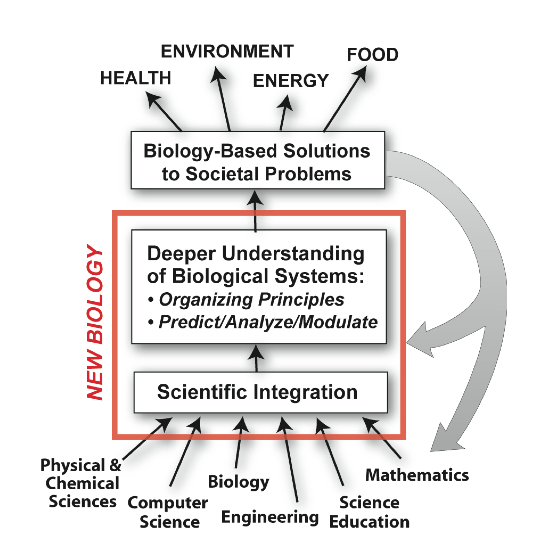 ENVIRONMENT
FOOD
HEALTH
ENERGY
Biology-Based Solutions
to Societal Problems
NEW BIOLOGY
Deeper Understanding
of Biological Systems:
• Organizing Principles
• Predict/Analyze/Modulate
Scientific Integration
Physical &
Chemical
Sciences
Computer
Science
Biology
Engineering
Science
Education
Mathematics